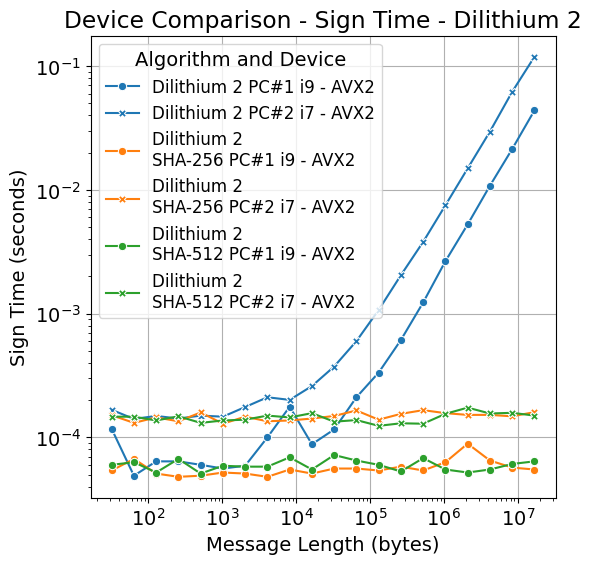 Device Comparison - Sign Time - Dilithium 2
Algorithm and Device
Dilithium 2 PC#1 i9 - AVX2
Dilithium 2 PC#2 i7 - AVX2
Dilithium 2
SHA-256 PC#1 i9 - AVX2
Dilithium 2
SHA-256 PC#2 i7 - AVX2
Dilithium 2
SHA-512 PC#1 i9 - AVX2
Dilithium 2
SHA-512 PC#2 i7 - AVX2
Sign Time (seconds)
10⁻¹
10⁻²
10⁻³
10⁻⁴
10² 10³ 10⁴ 10⁵ 10⁶ 10⁷
Message Length (bytes)